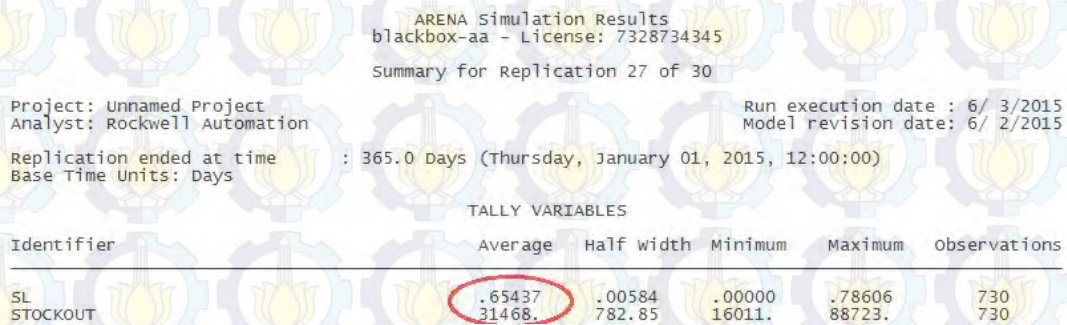 ARENA Simulation Results
blackbox-aa - License: 7328734345
Summary for Replication 27 of 30
Project: Unnamed Project Run execution date : 6/ 3/2015
Analyst: Rockwell Automation Model revision date: 6/ 2/2015
Replication ended at time : 365.0 Days (Thursday, January 01, 2015, 12:00:00)
Base Time Units: Days
TALLY VARIABLES
Identifier Average Half Width Minimum Maximum Observations
SL .65437 .00584 .00000 .78606 730
STOCKOUT 31468. 782.85 16011. 88723. 730